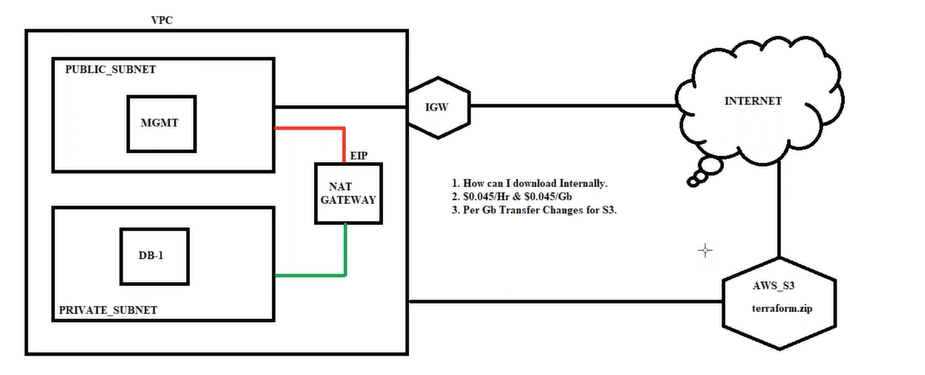 VPC
PUBLIC_SUBNET
MGMT
IGW
INTERNET
EIP
NAT
GATEWAY
1. How can I download Internally.
2. $0.045/Hr & $0.045/Gb
3. Per Gb Transfer Changes for S3.
DB-1
PRIVATE_SUBNET
AWS_S3
terraform.zip